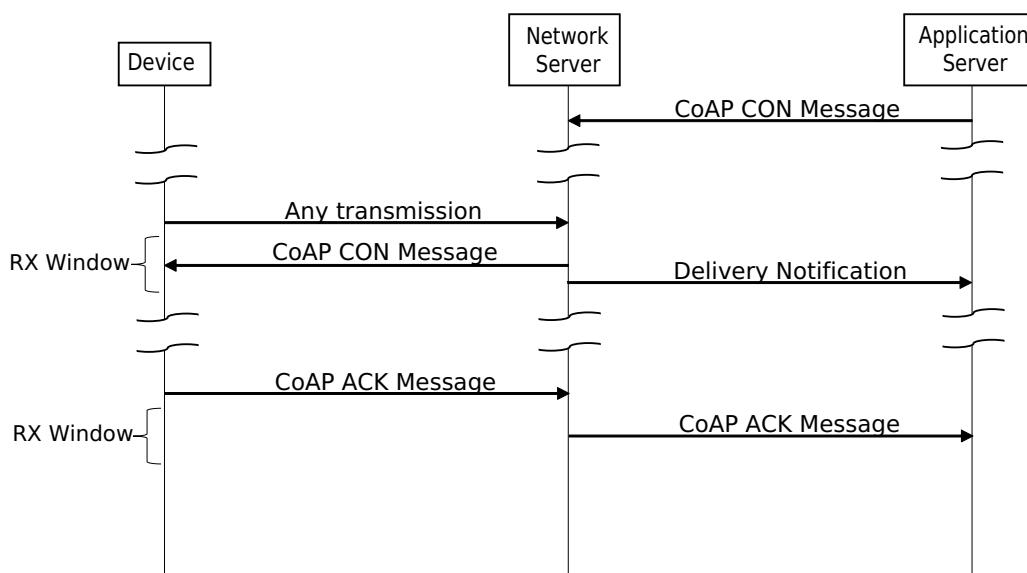 Device
Network
Server
Application
Server
CoAP CON Message
Any transmission
RX Window
CoAP CON Message
Delivery Notification
CoAP ACK Message
RX Window
CoAP ACK Message